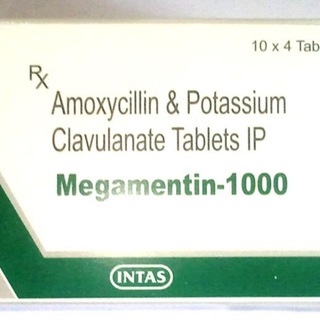 10 x 4 Tab
Rx
Amoxycillin & Potassium
Clavulanate Tablets IP
Megamentin-1000
INTAS